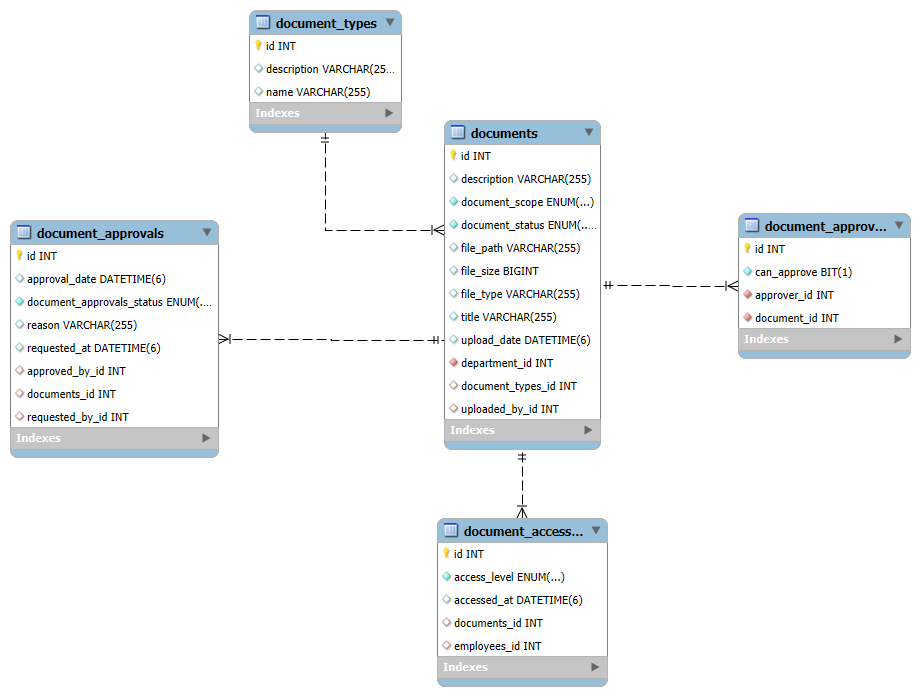 document_types
id INT
description VARCHAR(25...
name VARCHAR(255)
Indexes
documents
id INT
description VARCHAR(255)
document_scope ENUM(...)
document_status ENUM(.....
file_path VARCHAR(255)
file_size BIGINT
file_type VARCHAR(255)
title VARCHAR(255)
upload_date DATETIME(6)
department_id INT
document_types_id INT
uploaded_by_id INT
Indexes
document_approvals
id INT
approval_date DATETIME(6)
document_approvals_status ENUM(....
reason VARCHAR(255)
requested_at DATETIME(6)
approved_by_id INT
documents_id INT
requested_by_id INT
Indexes
document_approv...
id INT
can_approve BIT(1)
approver_id INT
document_id INT
Indexes
document_access...
id INT
access_level ENUM(...)
accessed_at DATETIME(6)
documents_id INT
employees_id INT
Indexes